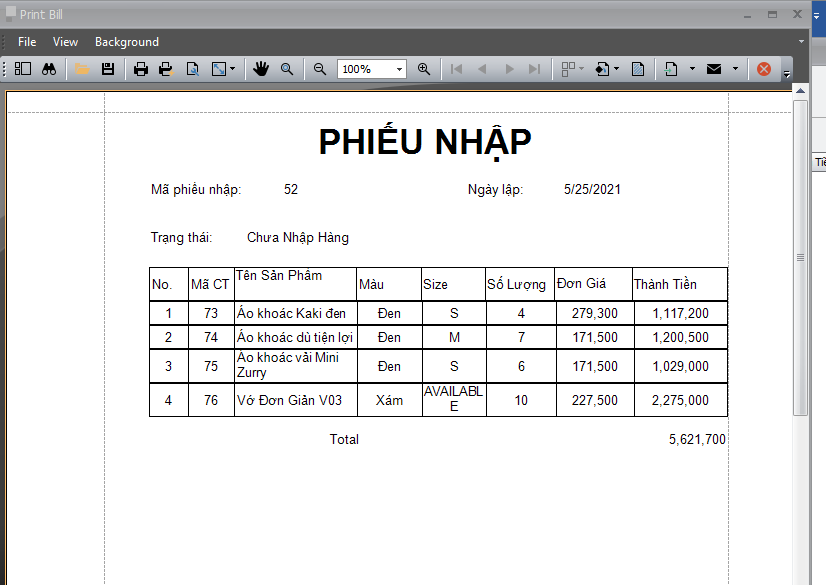 Print Bill
File View Background
100%
Tiề
PHIẾU NHẬP
Mã phiếu nhập: 52 Ngày lập: 5/25/2021
Trạng thái: Chưa Nhập Hàng
No. Mã CT Tên Sản Phẩm Màu Size Số Lượng Đơn Giá Thành Tiền
1 73 Áo khoác Kaki đen Đen S 4 279,300 1,117,200
2 74 Áo khoác dù tiện lợi Đen M 7 171,500 1,200,500
3 75 Áo khoác vải Mini Zurry Đen S 6 171,500 1,029,000
4 76 Vớ Đơn Giản V03 Xám AVAILABLE 10 227,500 2,275,000
Total 5,621,700